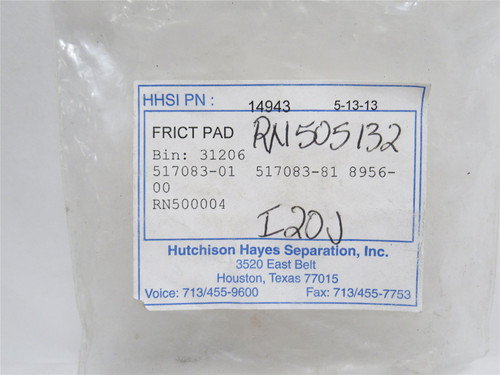 HHSI PN : 14943 5-13-13
FRICT PAD RN505132
Bin: 31206
517083-01 517083-81 8956-
00
RN500004
I20J
Hutchison Hayes Separation, Inc.
3520 East Belt
Houston, Texas 77015
Voice: 713/455-9600 Fax: 713/455-7753